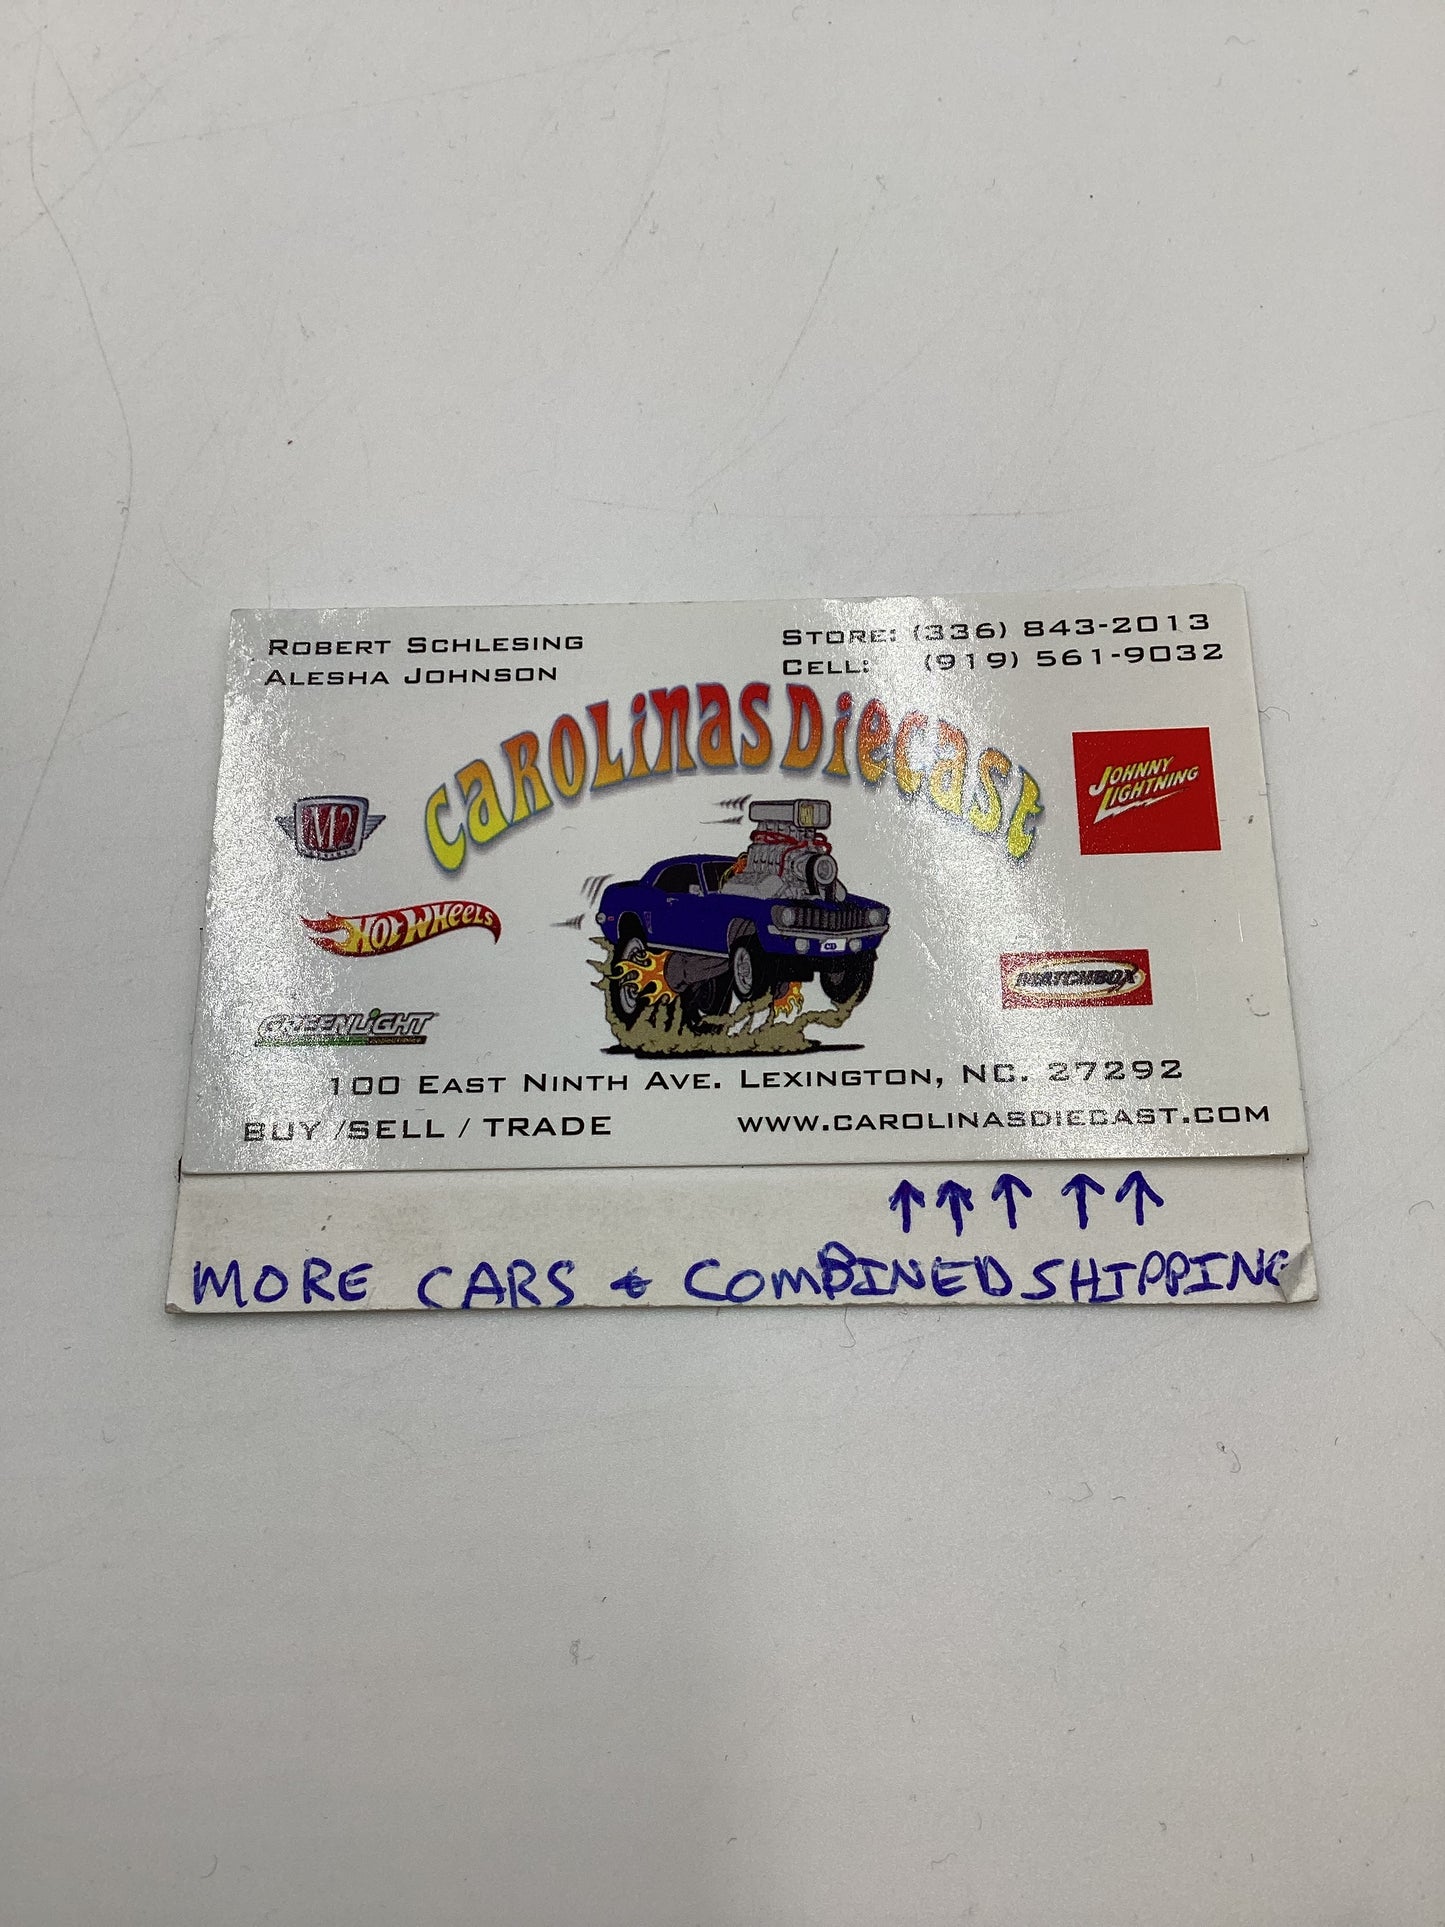 ROBERT SCHLESING
ALESHA JOHNSON
STORE: (336) 843-2013
CELL: (919) 561-9032
CAROLINAS DIECAST
M2
JOHNNY LIGHTNING
HOT WHEELS
MATCHBOX
GREENLIGHT
100 EAST NINTH AVE. LEXINGTON, NC. 27292
BUY /SELL / TRADE
WWW.CAROLINASDIECAST.COM
↑↑↑↑↑
MORE CARS & COMBINED SHIPPING